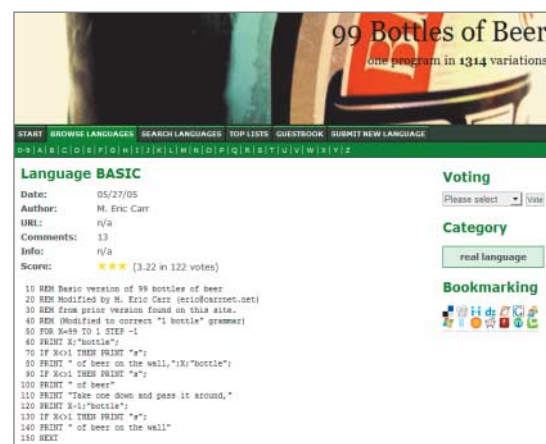 99 Bottles of Beer
one program in 1314 variations
START BROWSE LANGUAGES SEARCH LANGUAGES TOP LISTS GUESTBOOK SUBMIT NEW LANGUAGE
0-9 | A | B | C | D | E | F | G | H | I | J | K | L | M | N | O | P | Q | R | S | T | U | V | W | X | Y | Z
Language BASIC
Date: 05/27/05
Author: M. Eric Carr
URL: n/a
Comments: 13
Info: n/a
Score: (3.22 in 122 votes)
10 REM Basic version of 99 bottles of beer
20 REM Modified by M. Eric Carr (eric@carrnet.net)
30 REM from prior version found on this site.
40 REM (Modified to correct "1 bottle" grammar)
50 FOR X=99 TO 1 STEP -1
60 PRINT X;"bottle";
70 IF X<>1 THEN PRINT "s";
80 PRINT " of beer on the wall,";X;"bottle";
90 IF X<>1 THEN PRINT "s";
100 PRINT " of beer"
110 PRINT "Take one down and pass it around,"
120 PRINT X-1;"bottle";
130 IF X<>1 THEN PRINT "s";
140 PRINT " of beer on the wall"
150 NEXT
Voting
Please select Vote
Category
real language
Bookmarking